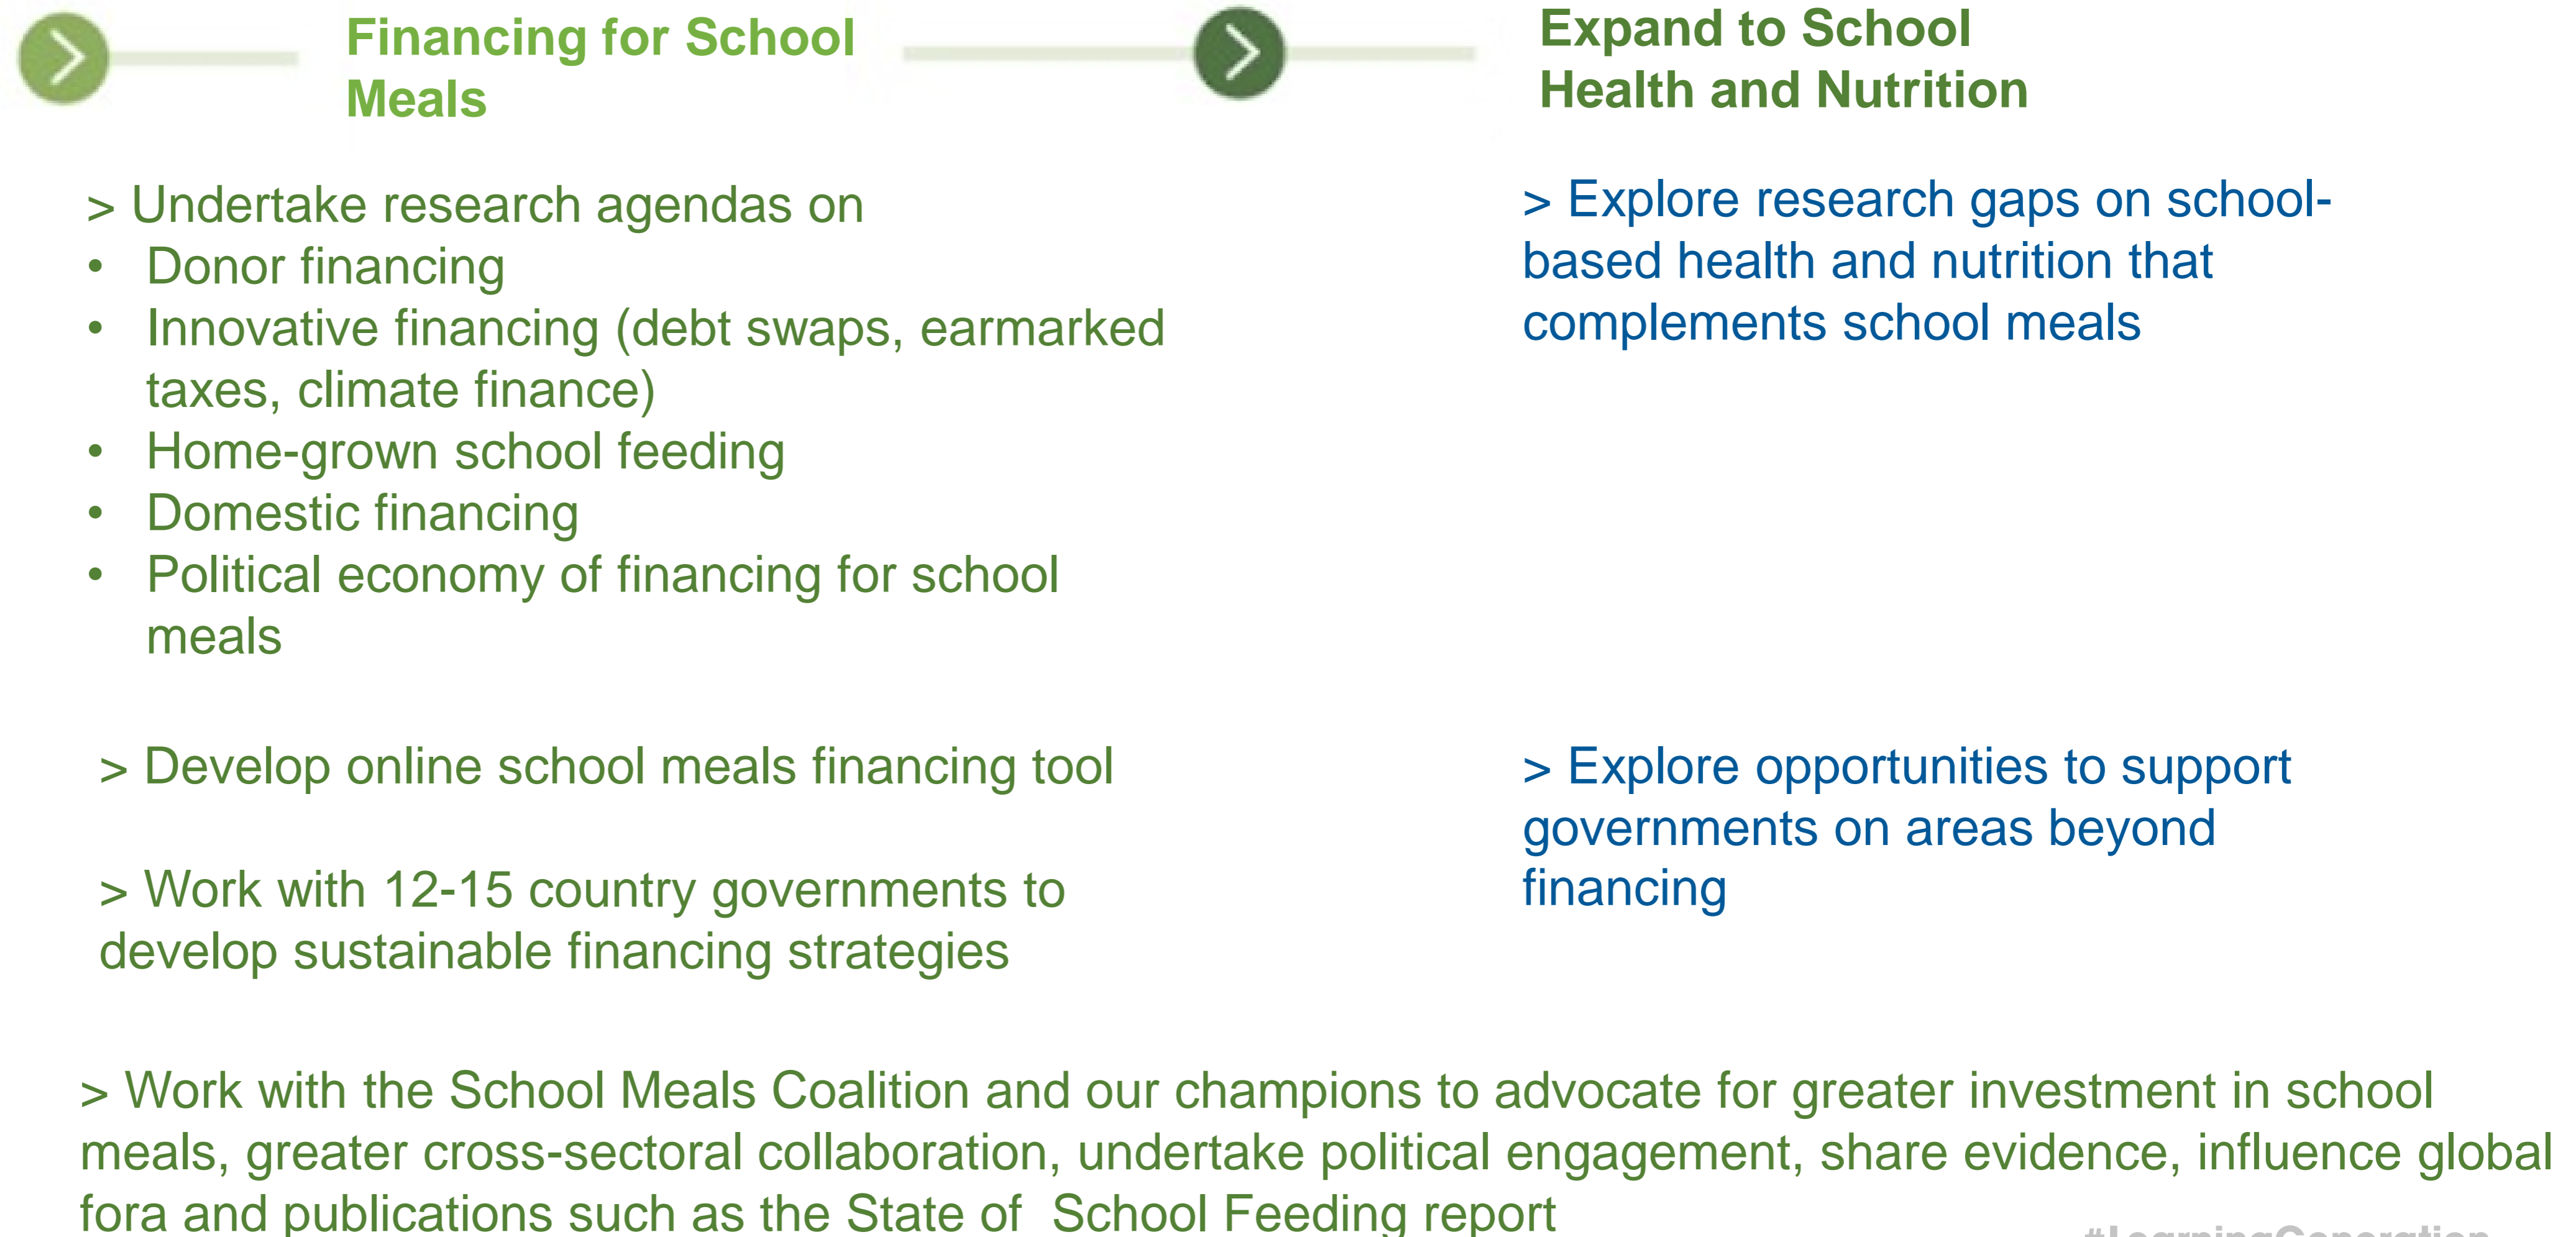 Financing for School
Meals
Expand to School
Health and Nutrition
> Undertake research agendas on
• Donor financing
• Innovative financing (debt swaps, earmarked
taxes, climate finance)
• Home-grown school feeding
• Domestic financing
• Political economy of financing for school
meals
> Explore research gaps on school-
based health and nutrition that
complements school meals
> Develop online school meals financing tool
> Work with 12-15 country governments to
develop sustainable financing strategies
> Explore opportunities to support
governments on areas beyond
financing
> Work with the School Meals Coalition and our champions to advocate for greater investment in school
meals, greater cross-sectoral collaboration, undertake political engagement, share evidence, influence global
fora and publications such as the State of  School Feeding report
#LearningGeneration